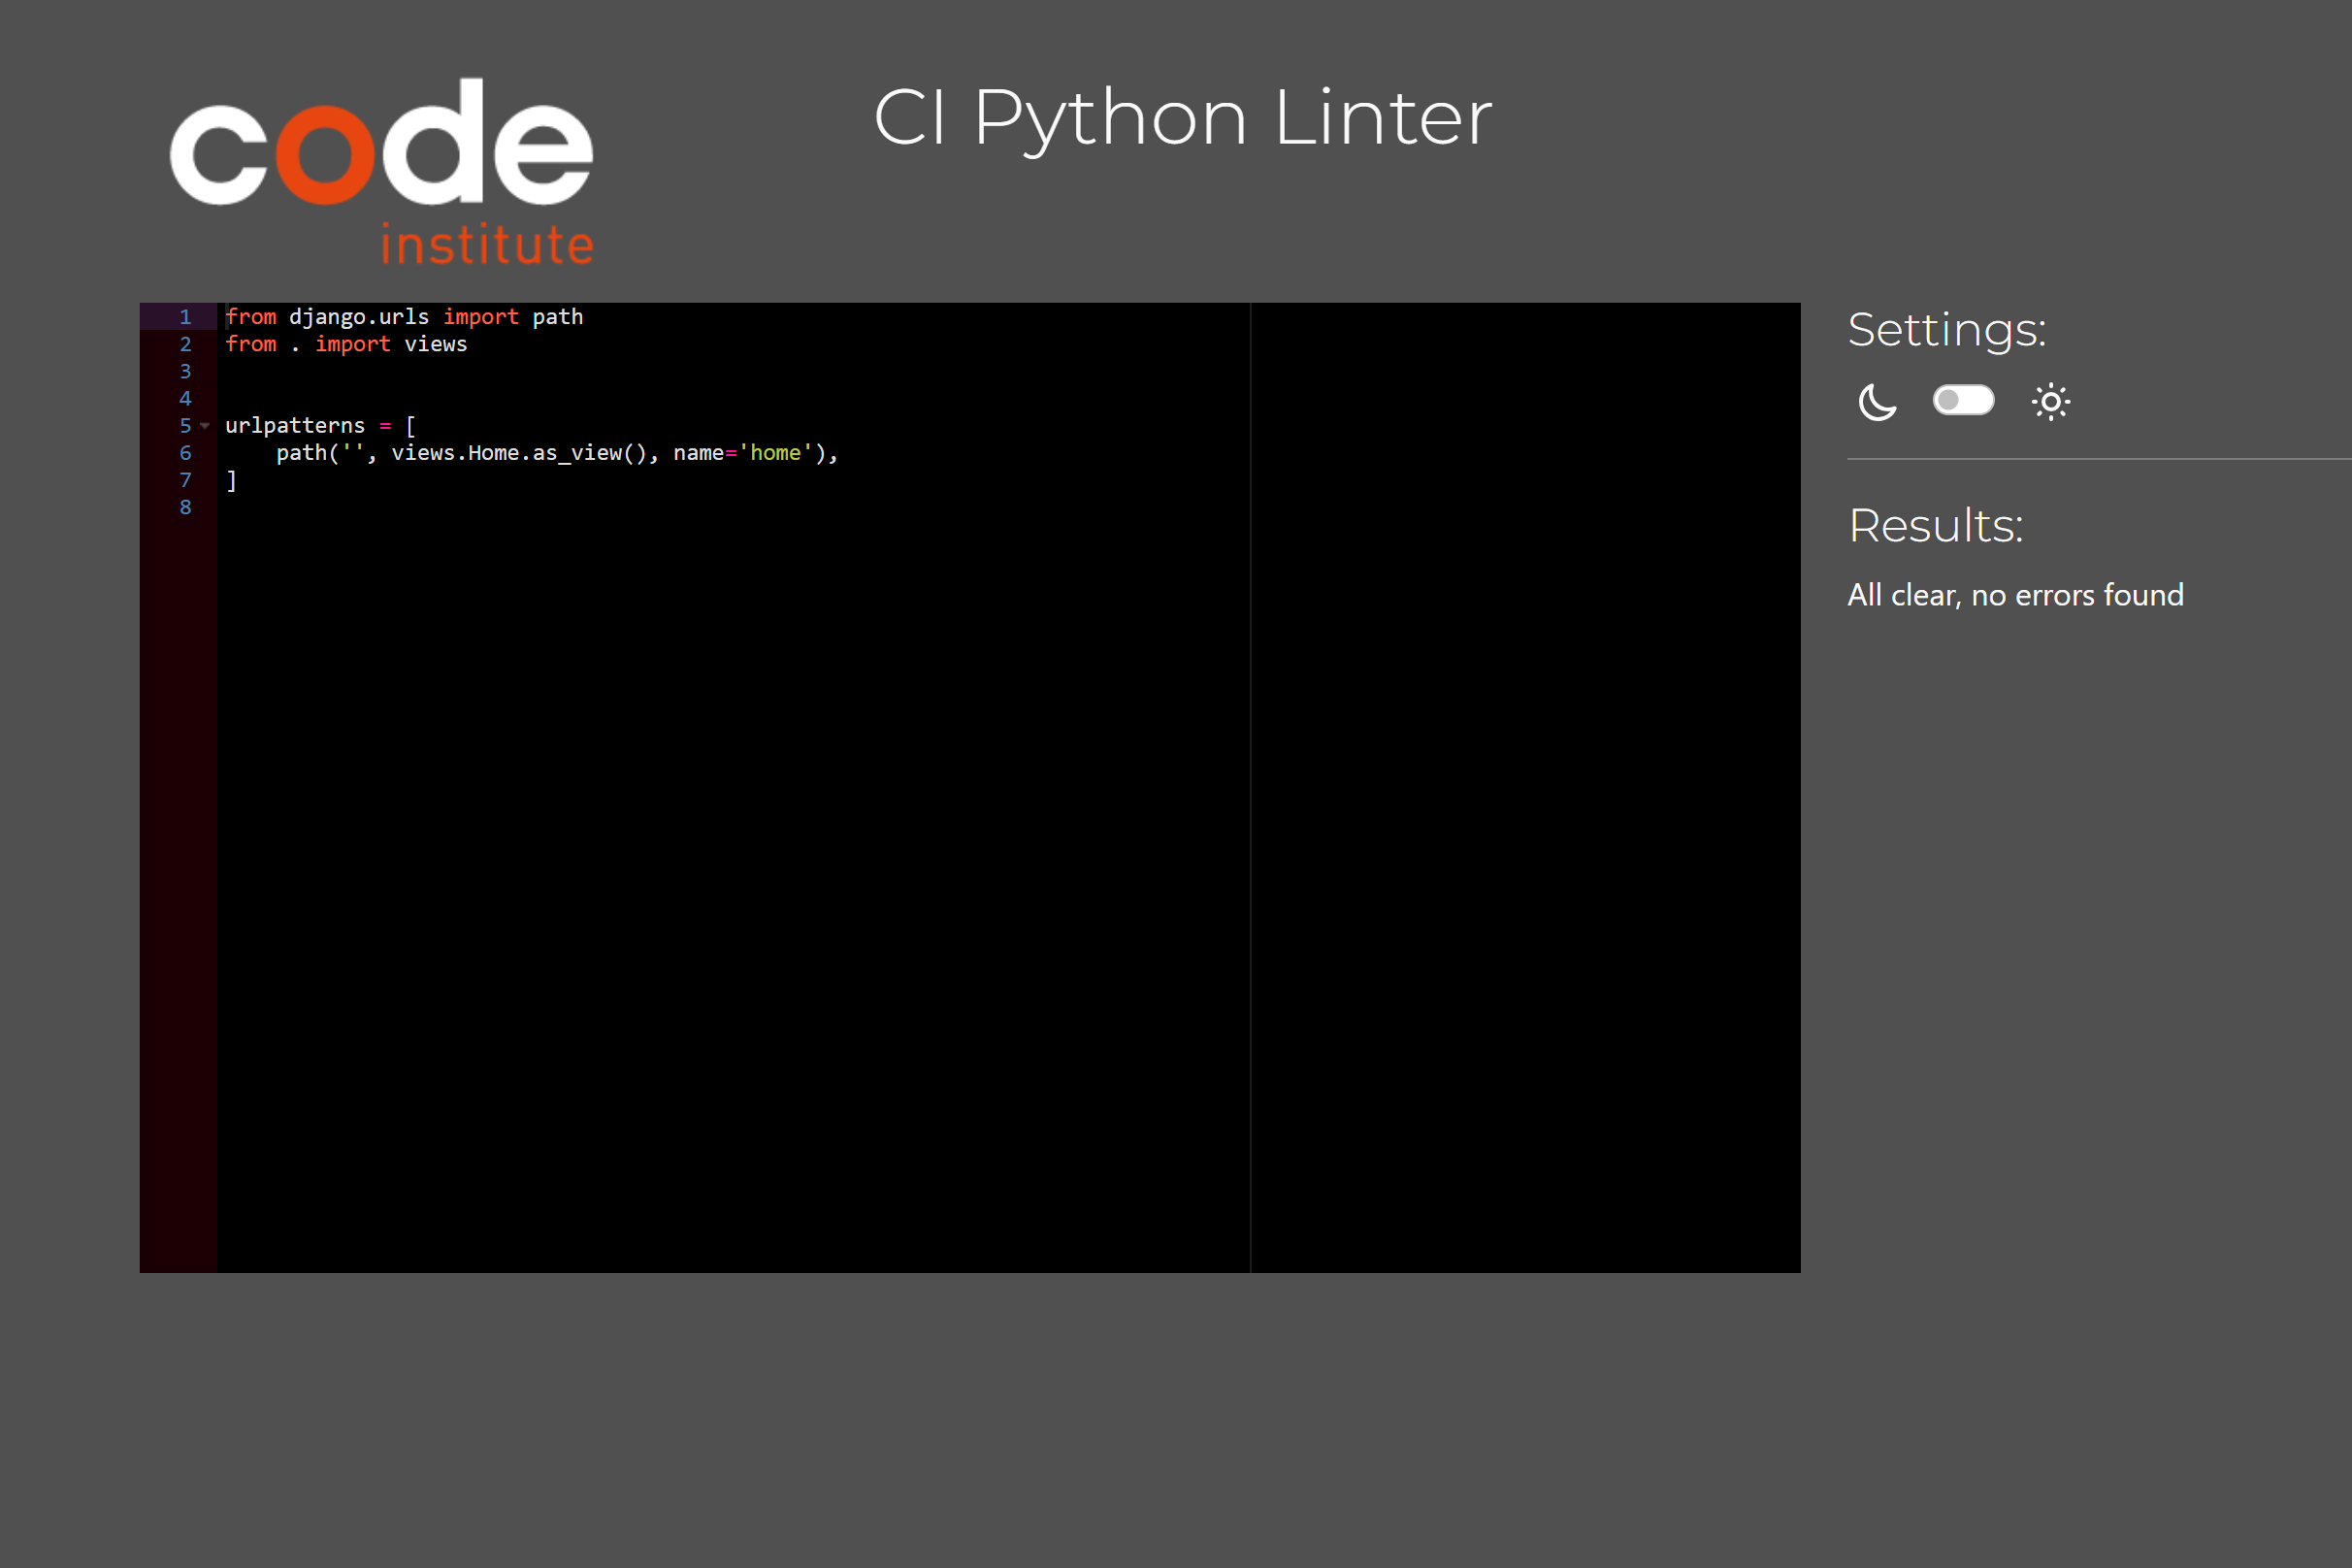 code
institute
CI Python Linter
1 from django.urls import path
2 from . import views
3
4
5 urlpatterns = [
6     path('', views.Home.as_view(), name='home'),
7 ]
8
Settings:
Results:
All clear, no errors found